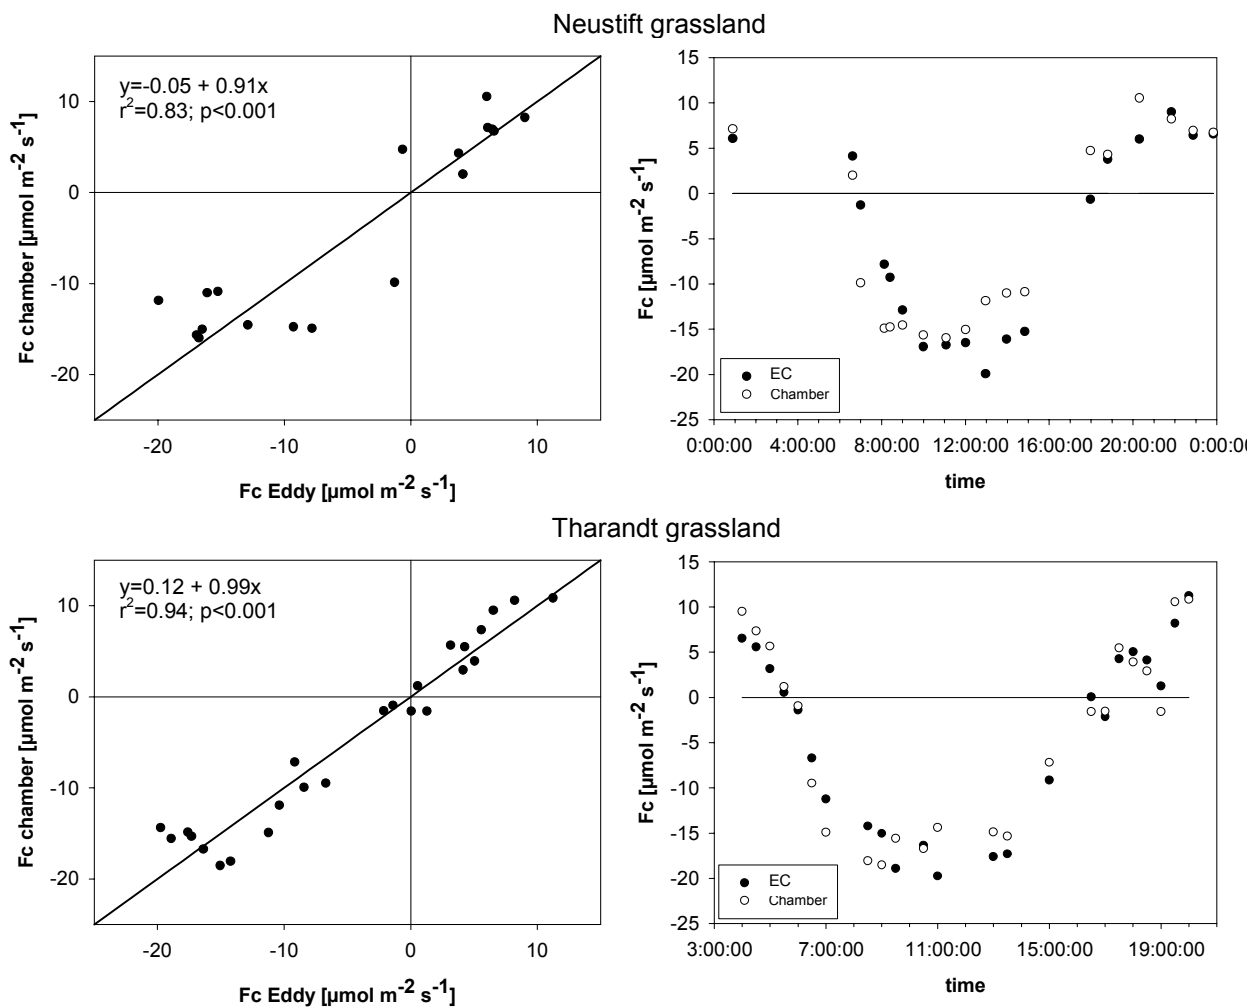 Neustift grassland
y=-0.05 + 0.91x
r²=0.83; p<0.001
10
0
-10
-20
-20
-10
0
10
Fc chamber [µmol m⁻² s⁻¹]
Fc Eddy [µmol m⁻² s⁻¹]
15
10
5
0
-5
-10
-15
-20
-25
Fc [µmol m⁻² s⁻¹]
EC
Chamber
0:00:00
4:00:00
8:00:00
12:00:00
16:00:00
20:00:00
0:00:00
time
Tharandt grassland
y=0.12 + 0.99x
r²=0.94; p<0.001
10
0
-10
-20
-20
-10
0
10
Fc chamber [µmol m⁻² s⁻¹]
Fc Eddy [µmol m⁻² s⁻¹]
15
10
5
0
-5
-10
-15
-20
-25
Fc [µmol m⁻² s⁻¹]
EC
Chamber
3:00:00
7:00:00
11:00:00
15:00:00
19:00:00
time